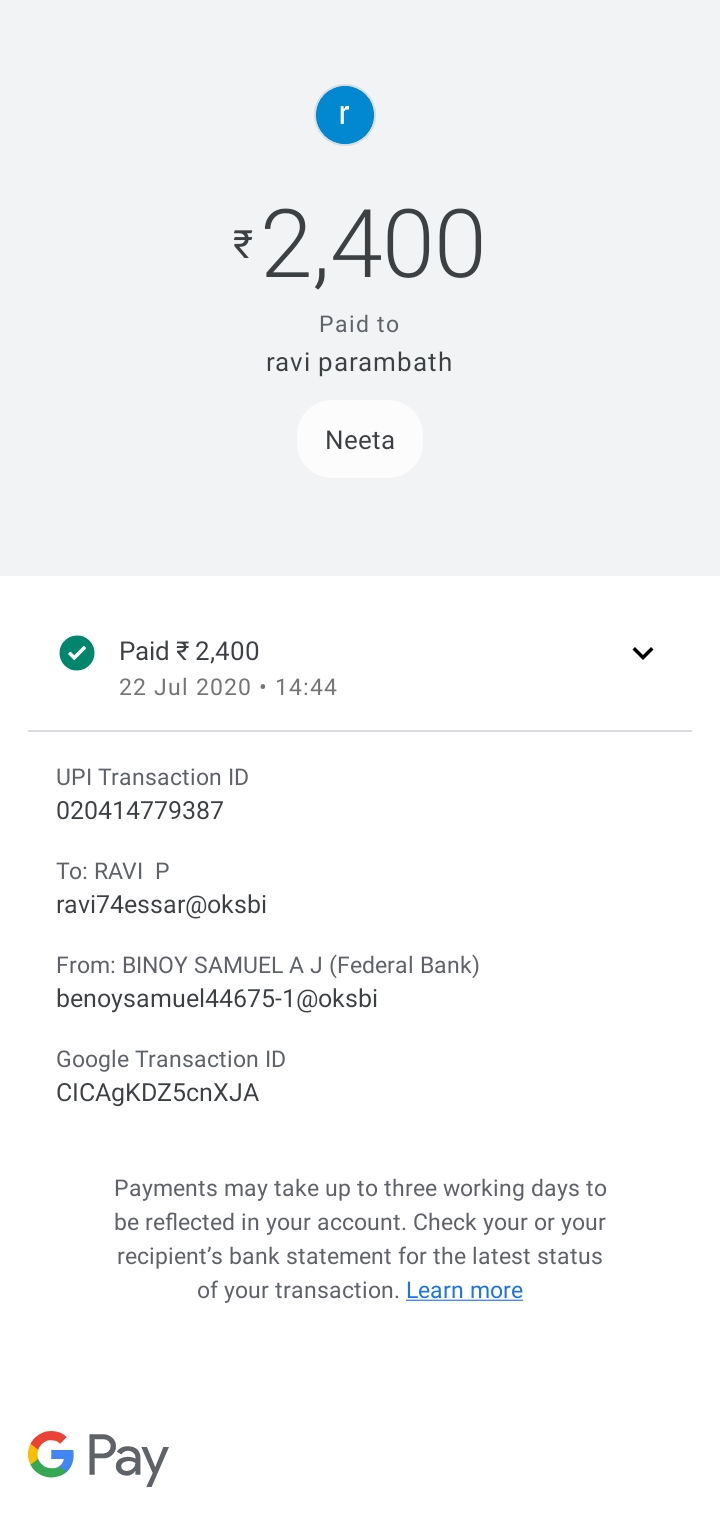 r
₹2,400
Paid to
ravi parambath
Neeta
Paid ₹ 2,400
22 Jul 2020 • 14:44
UPI Transaction ID
020414779387
To: RAVI  P
ravi74essar@oksbi
From: BINOY SAMUEL A J (Federal Bank)
benoysamuel44675-1@oksbi
Google Transaction ID
CICAgKDZ5cnXJA
Payments may take up to three working days to
be reflected in your account. Check your or your
recipient’s bank statement for the latest status
of your transaction. Learn more
G Pay